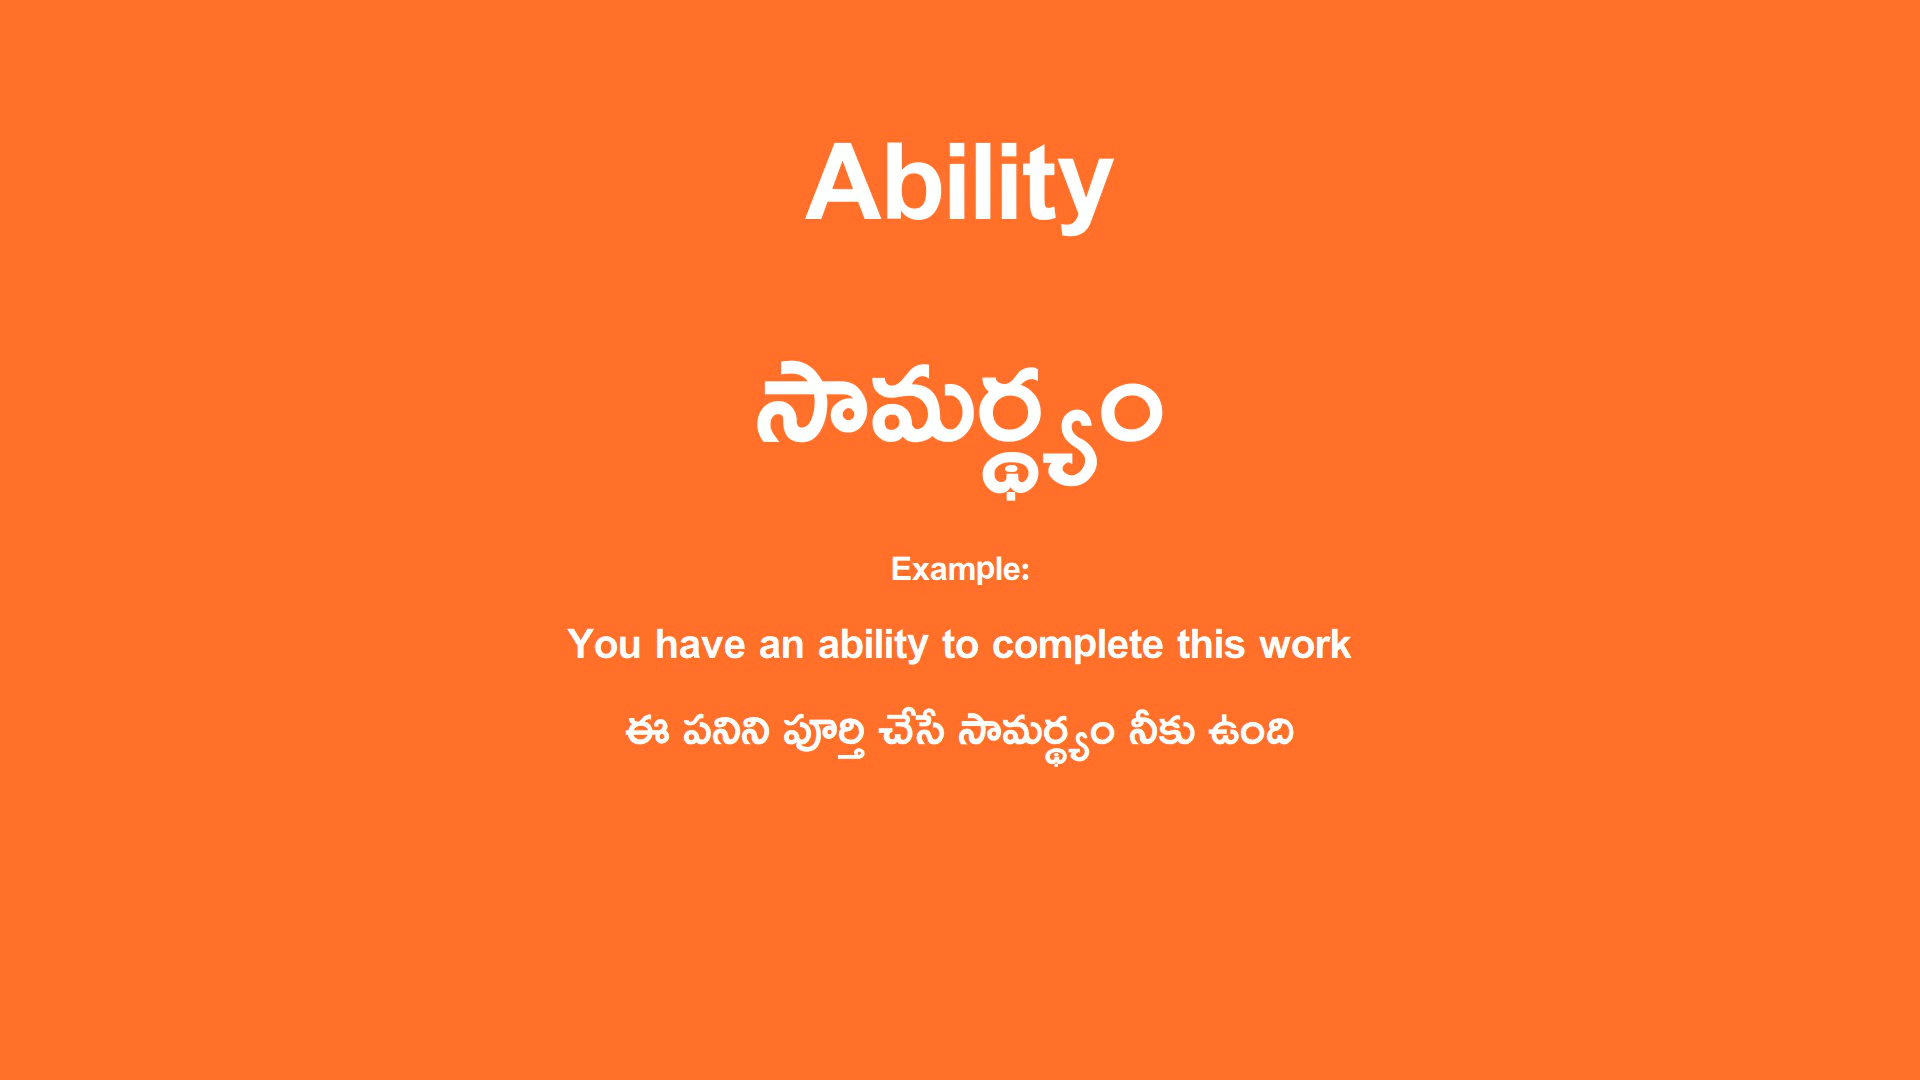 Ability
సామర్థ్యం
Example:
You have an ability to complete this work
ఈ పనిని పూర్తి చేసే సామర్థ్యం నీకు ఉంది